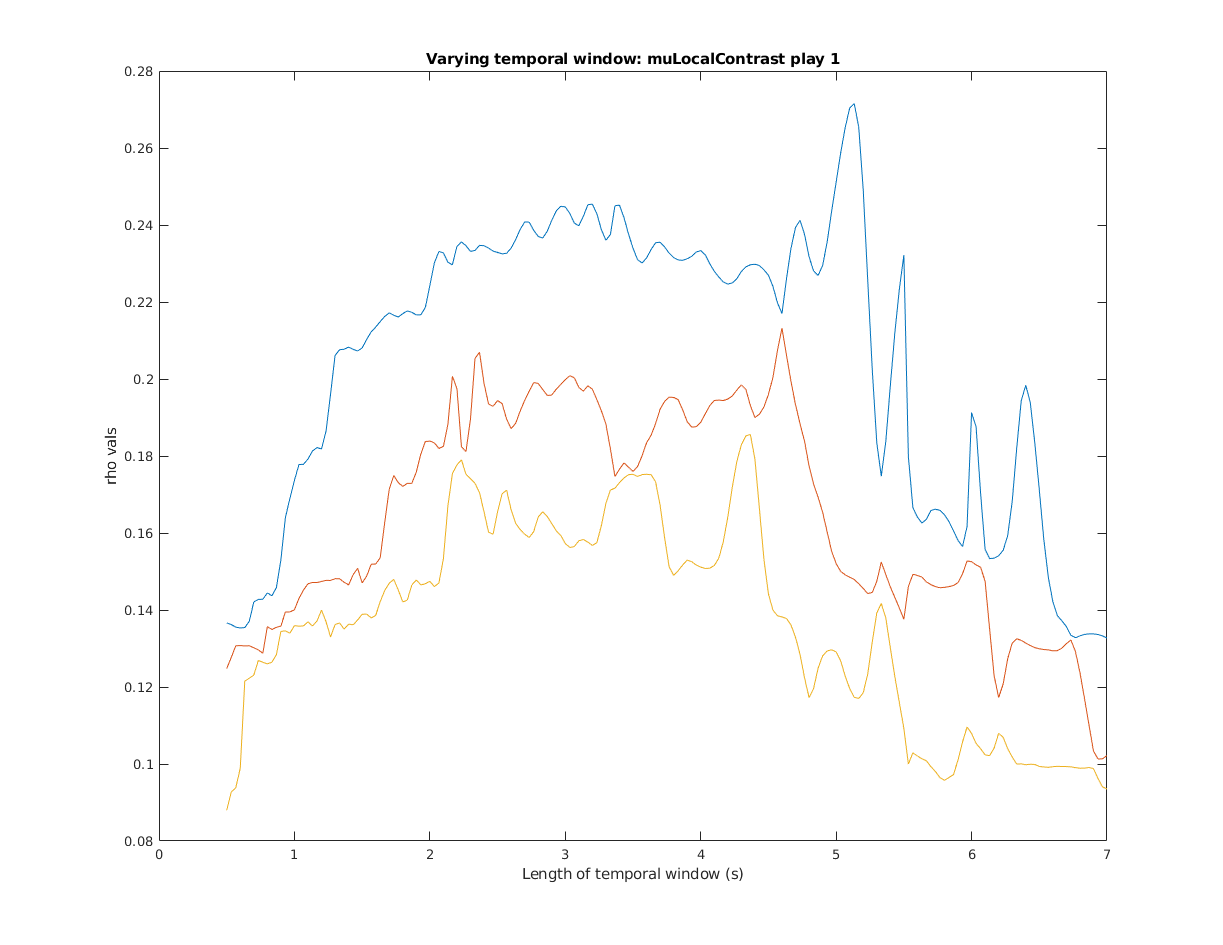 Varying temporal window: muLocalContrast play 1
0.28
0.26
0.24
0.22
0.2
0.18
0.16
0.14
0.12
0.1
0.08
rho vals
0 1 2 3 4 5 6 7
Length of temporal window (s)